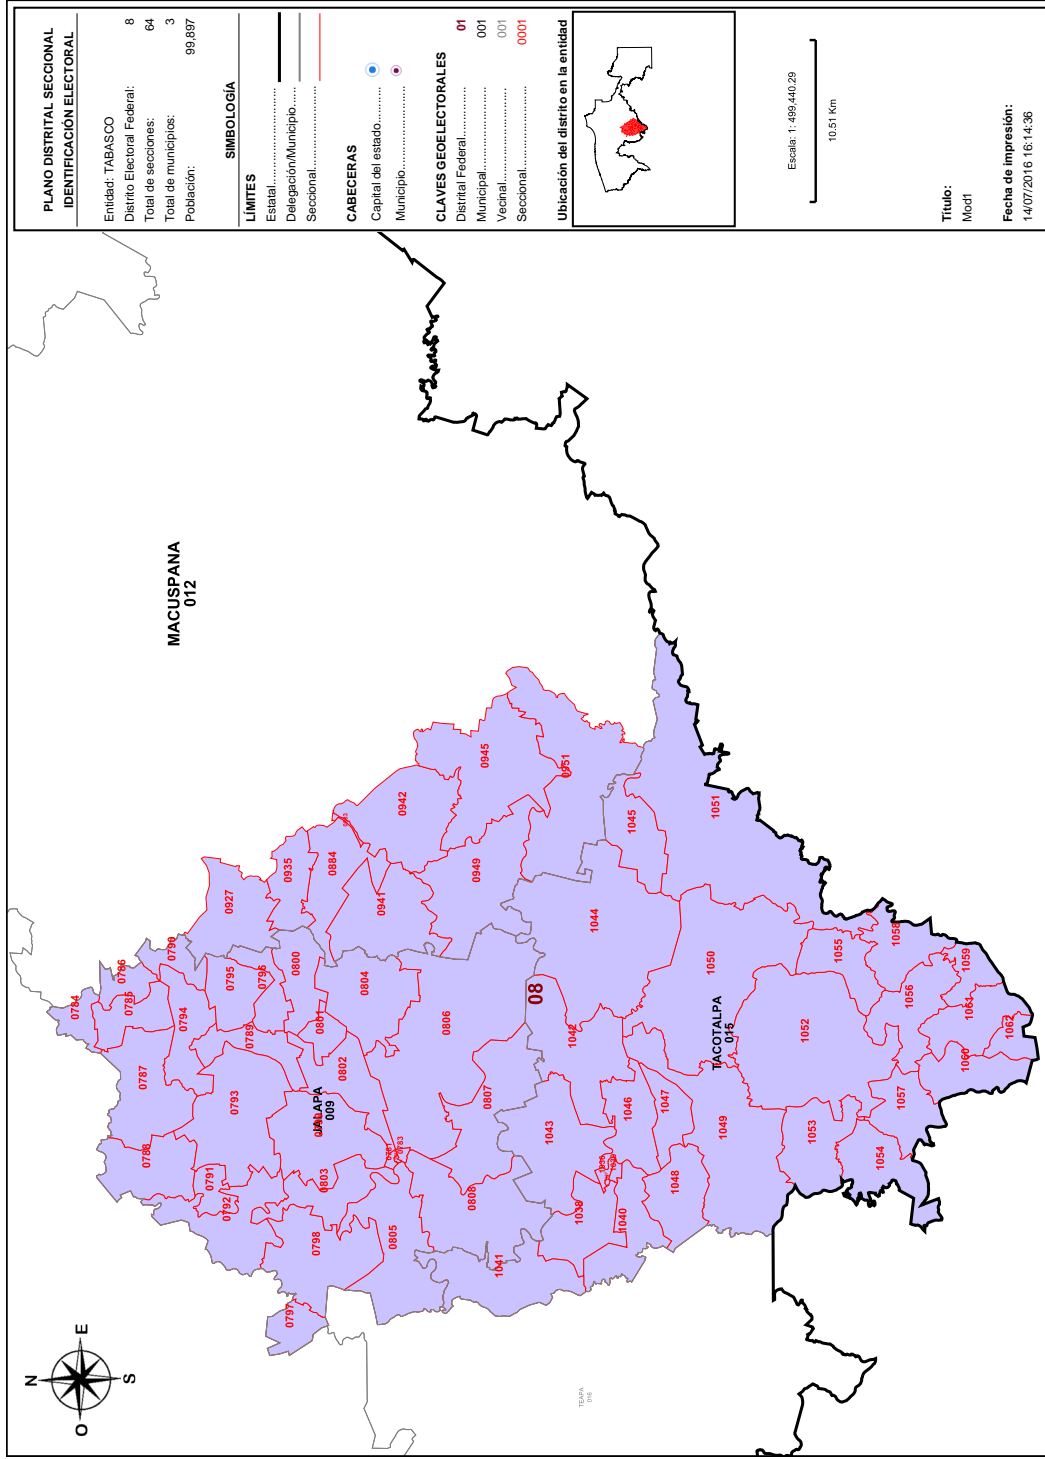 PLANO DISTRITAL SECCIONAL
IDENTIFICACIÓN ELECTORAL
Entidad: TABASCO
Distrito Electoral Federal: 8
Total de secciones: 64
Total de municipios: 3
Población: 99,897
SIMBOLOGÍA
LÍMITES
Estatal
Delegación/Municipio
Seccional
CABECERAS
Capital del estado
Municipio
CLAVES GEOELECTORALES
Distrital Federal 01
Municipal 001
Vecinal 001
Seccional 0001
Ubicación del distrito en la entidad
Escala: 1: 499,440.29
10.51 Km
Título:
Mod1
Fecha de impresión:
14/07/2016 16:14:36
N
O
E
S
MACUSPANA
012
JALAPA
009
TACOTALPA
015
TEAPA
016
08
0784
0786
0785
0790
0787
0794
0788
0795
0796
0927
0789
0793
0791
0792
0935
0800
0801
0884
0802
0803
0798
0797
0804
0941
0942
0781
0783
0805
0806
0949
0945
0807
0808
1041
0951
1042
1043
1044
1045
1038
1046
1040
1047
1048
1049
1050
1051
1052
1053
1054
1055
1056
1057
1058
1059
1060
1061
1062